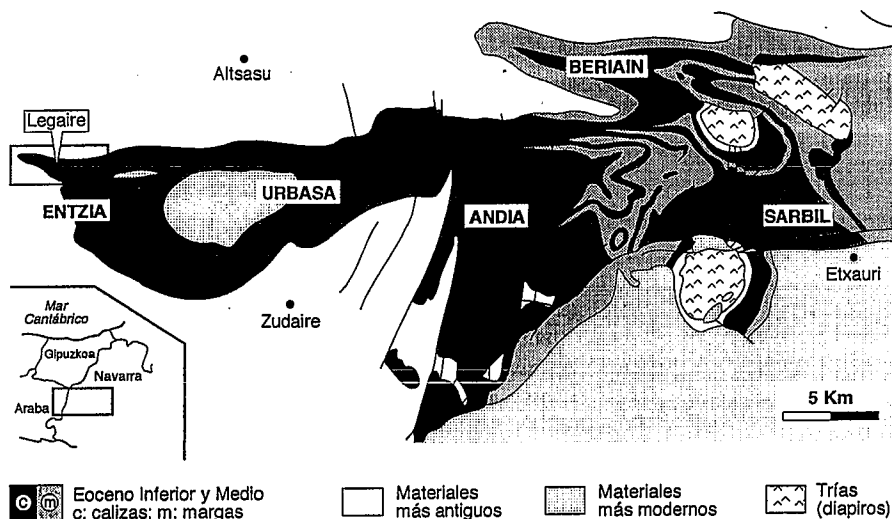 Altsasu
BERIAIN
Legaire
URBASA
ENTZIA
ANDIA
SARBIL
Etxauri
Zudaire
Mar
Cantábrico
Gipuzkoa
Navarra
Araba
5 Km
c m Eoceno Inferior y Medio
c: calizas; m: margas
Materiales
más antiguos
Materiales
más modernos
Trías
(diapiros)